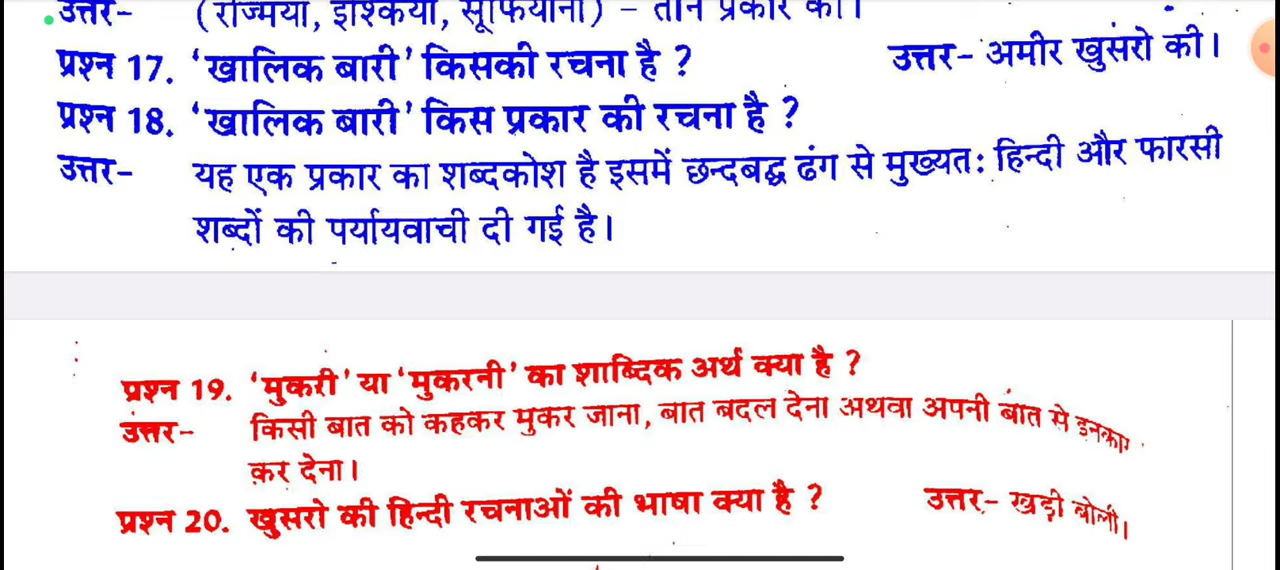 उत्तर- (राज्मिया, इश्किया, सूफियाना) - तीन प्रकार की।
प्रश्न 17. 'खालिक बारी' किसकी रचना है ? उत्तर- अमीर खुसरो की।
प्रश्न 18. 'खालिक बारी' किस प्रकार की रचना है ?
उत्तर- यह एक प्रकार का शब्दकोश है इसमें छन्दबद्ध ढंग से मुख्यतः हिन्दी और फारसी
शब्दों की पर्यायवाची दी गई है।
प्रश्न 19. 'मुकरी' या 'मुकरनी' का शाब्दिक अर्थ क्या है ?
उत्तर- किसी बात को कहकर मुकर जाना, बात बदल देना अथवा अपनी बात से इनकार
कर देना।
प्रश्न 20. खुसरो की हिन्दी रचनाओं की भाषा क्या है ? उत्तर- खड़ी बोली।